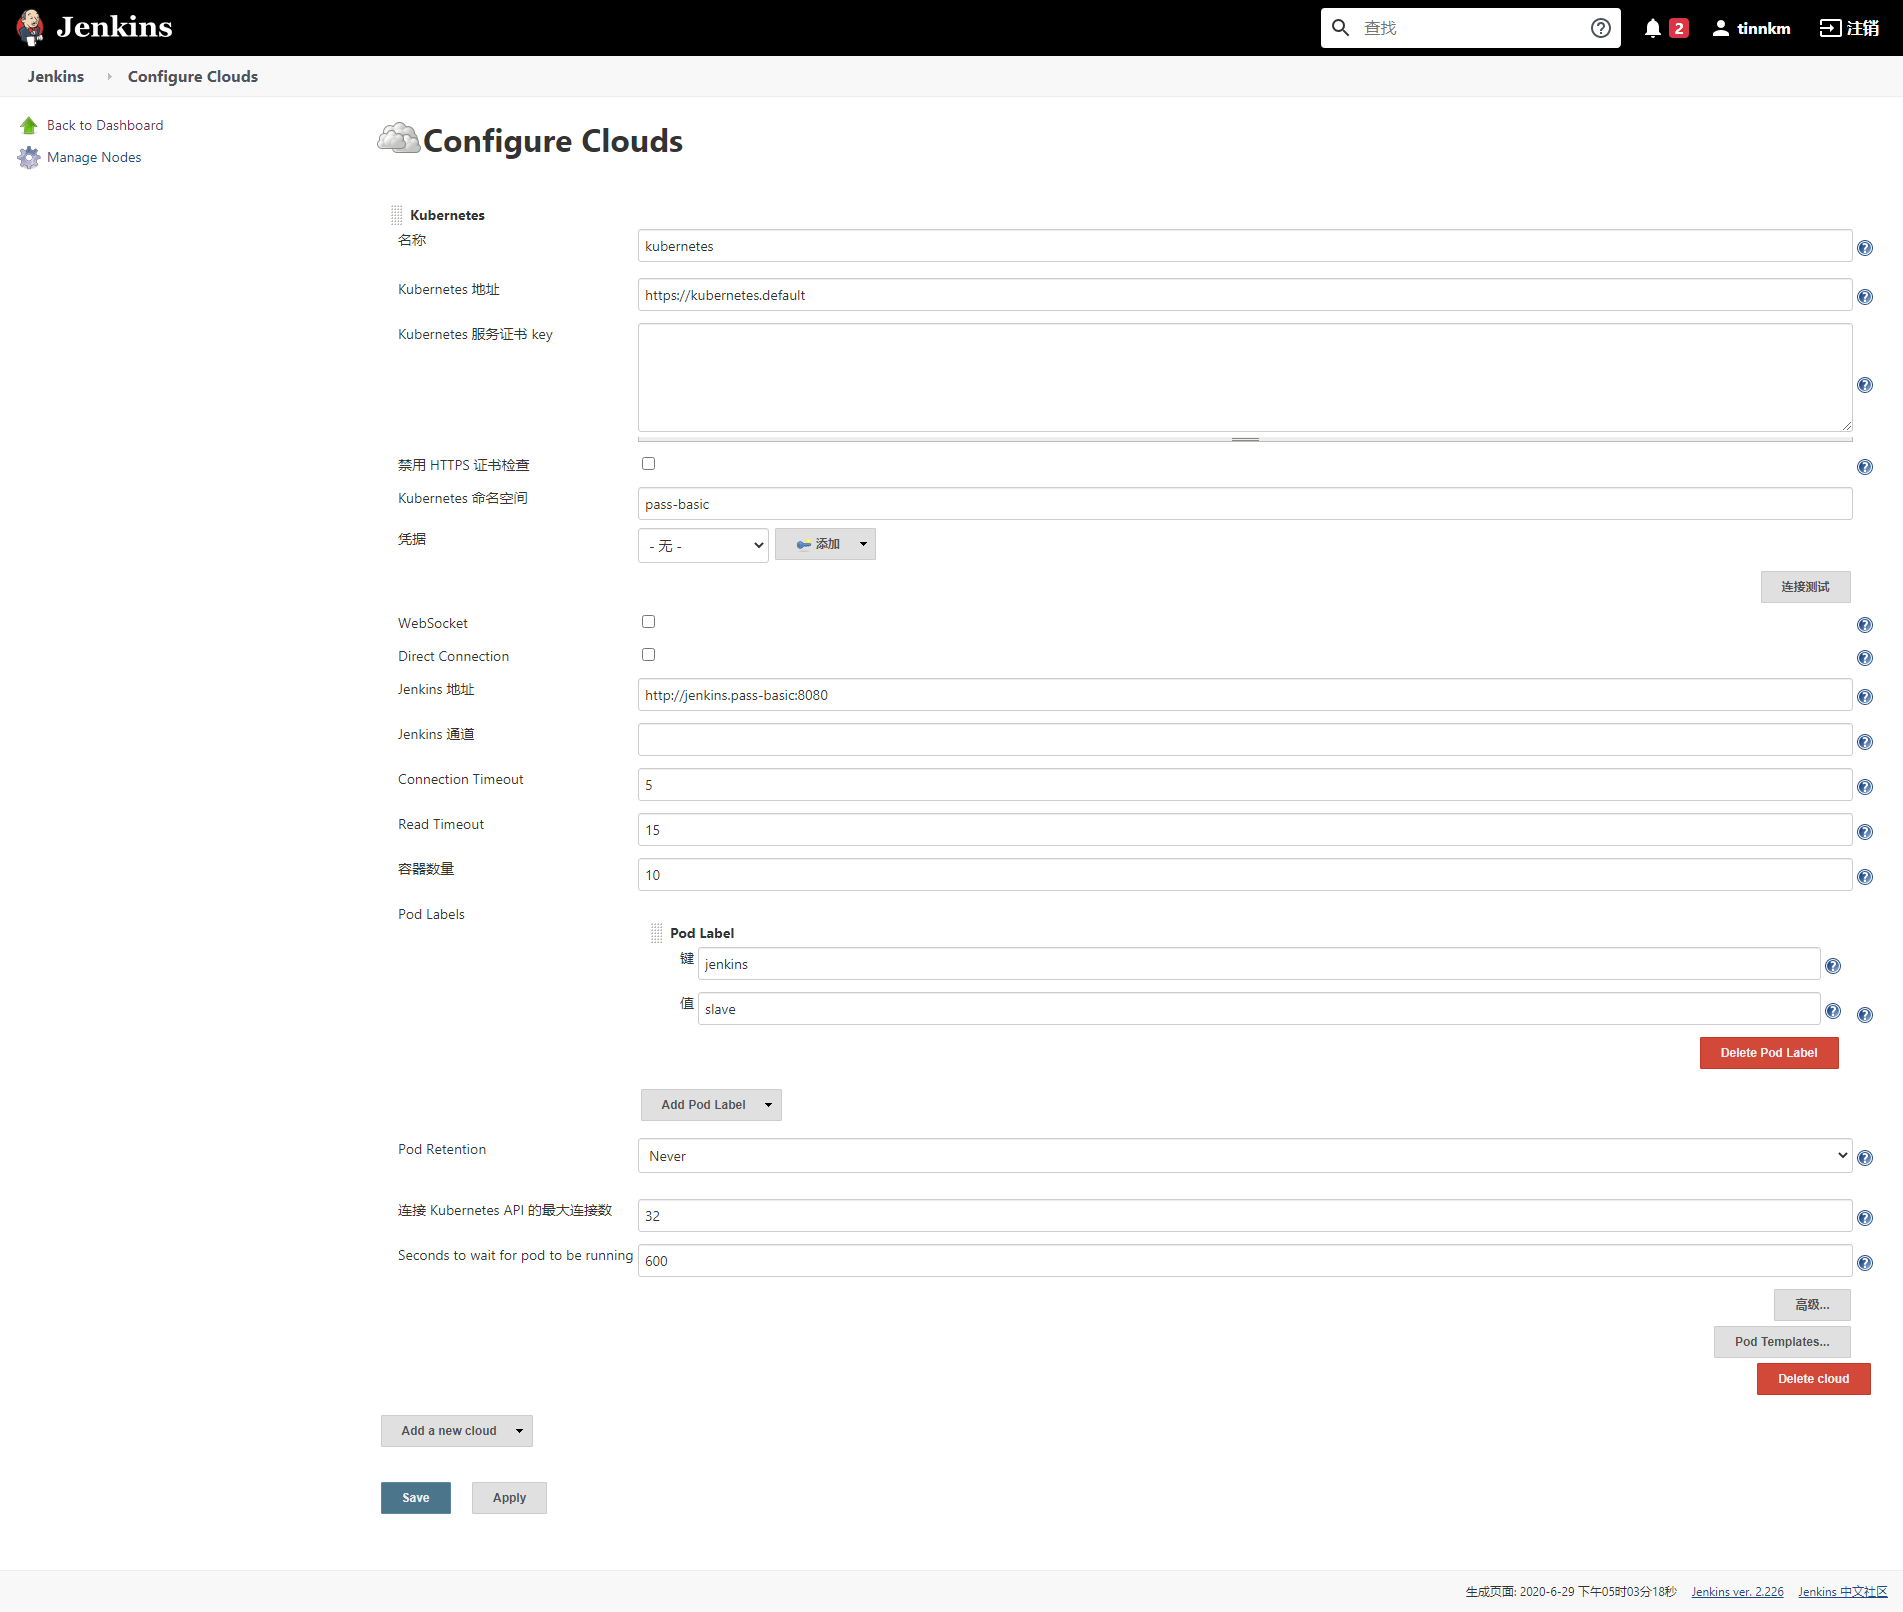 Jenkins
查找
2
tinnkm
注销
Jenkins
Configure Clouds
Back to Dashboard
Manage Nodes
Configure Clouds
Kubernetes
名称
kubernetes
Kubernetes 地址
https://kubernetes.default
Kubernetes 服务证书 key
禁用 HTTPS 证书检查
Kubernetes 命名空间
pass-basic
凭据
- 无 -
添加
连接测试
WebSocket
Direct Connection
Jenkins 地址
http://jenkins.pass-basic:8080
Jenkins 通道
Connection Timeout
5
Read Timeout
15
容器数量
10
Pod Labels
Pod Label
键
jenkins
值
slave
Delete Pod Label
Add Pod Label
Pod Retention
Never
连接 Kubernetes API 的最大连接数
32
Seconds to wait for pod to be running
600
高级...
Pod Templates...
Delete cloud
Add a new cloud
Save
Apply
生成页面: 2020-6-29 下午05时03分18秒
Jenkins ver. 2.226
Jenkins 中文社区